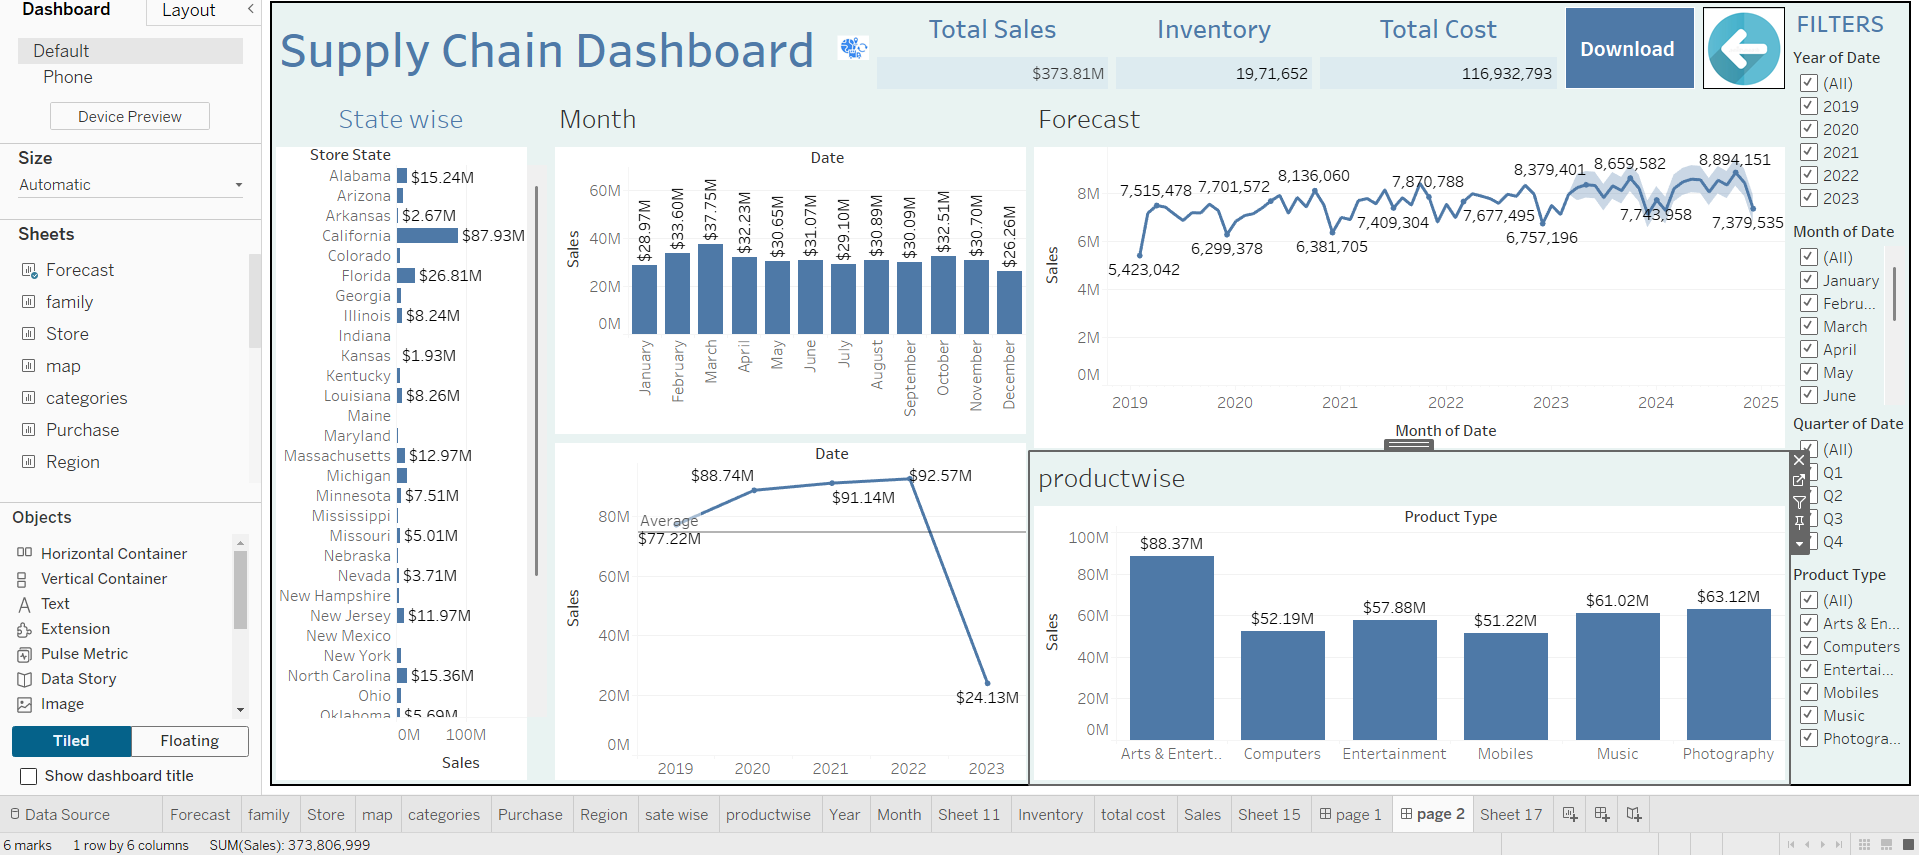 Dashboard
Layout
Default
Phone
Device Preview
Size
Automatic
Sheets
Forecast
family
Store
map
categories
Purchase
Region
Objects
Horizontal Container
Vertical Container
Text
Extension
Pulse Metric
Data Story
Image
Tiled
Floating
Show dashboard title
Supply Chain Dashboard
Total Sales
$373.81M
Inventory
19,71,652
Total Cost
116,932,793
Download
State wise
Store State
Alabama $15.24M
Arizona
Arkansas $2.67M
California $87.93M
Colorado
Florida $26.81M
Georgia
Illinois $8.24M
Indiana
Kansas $1.93M
Kentucky
Louisiana $8.26M
Maine
Maryland
Massachusetts $12.97M
Michigan
Minnesota $7.51M
Mississippi
Missouri $5.01M
Nebraska
Nevada $3.71M
New Hampshire
New Jersey $11.97M
New Mexico
New York
North Carolina $15.36M
Ohio
Oklahoma $5.69M
0M 100M
Sales
Month
Date
60M
40M
20M
0M
Sales
$28.97M
$33.60M
$37.75M
$32.23M
$30.65M
$31.07M
$29.10M
$30.89M
$30.09M
$32.51M
$30.70M
$26.26M
January
February
March
April
May
June
July
August
September
October
November
December
Date
80M
60M
40M
20M
0M
Sales
Average
$77.22M
$88.74M
$91.14M
$92.57M
$24.13M
2019 2020 2021 2022 2023
Forecast
8M
6M
4M
2M
0M
Sales
5,423,042
7,515,478
7,701,572
6,299,378
8,136,060
6,381,705
7,870,788
7,409,304
7,677,495
8,379,401
6,757,196
8,659,582
7,743,958
8,894,151
7,379,535
2019 2020 2021 2022 2023 2024 2025
Month of Date
productwise
Product Type
100M
80M
60M
40M
20M
0M
Sales
$88.37M
$52.19M
$57.88M
$51.22M
$61.02M
$63.12M
Arts & Entert.. Computers Entertainment Mobiles Music Photography
FILTERS
Year of Date
(All)
2019
2020
2021
2022
2023
Month of Date
(All)
January
Febru...
March
April
May
June
Quarter of Date
(All)
Q1
Q2
Q3
Q4
Product Type
(All)
Arts & En...
Computers
Entertai...
Mobiles
Music
Photogra...
Data Source Forecast family Store map categories Purchase Region sate wise productwise Year Month Sheet 11 Inventory total cost Sales Sheet 15 page 1 page 2 Sheet 17
6 marks 1 row by 6 columns SUM(Sales): 373,806,999